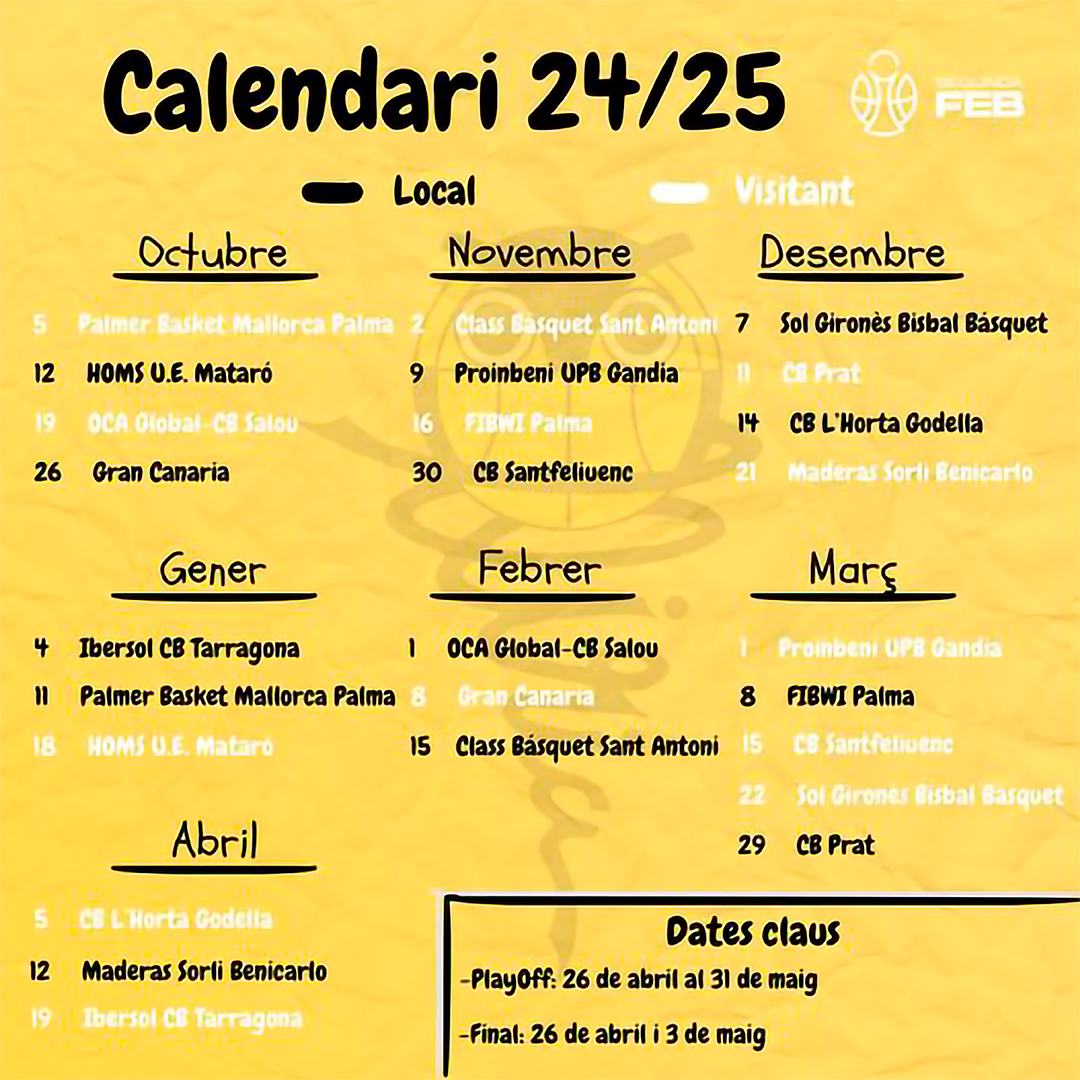 Calendari 24/25
SEGUNDA
FEB
Local
Visitant
Octubre
5 Palmer Basket Mallorca Palma
12 HOMS U.E. Mataró
19 OCA Global-CB Salou
26 Gran Canaria
Novembre
2 Class Bàsquet Sant Antoni
9 Proinbeni UPB Gandia
16 FIBWI Palma
30 CB Santfeliuenc
Desembre
7 Sol Gironès Bisbal Bàsquet
11 CB Prat
14 CB L'Horta Godella
21 Maderas Sorli Benicarlo
Gener
4 Ibersol CB Tarragona
11 Palmer Basket Mallorca Palma
18 HOMS U.E. Mataró
Febrer
1 OCA Global-CB Salou
8 Gran Canaria
15 Class Bàsquet Sant Antoni
Març
1 Proinbeni UPB Gandia
8 FIBWI Palma
15 CB Santfeliuenc
22 Sol Gironès Bisbal Bàsquet
29 CB Prat
Abril
5 CB L'Horta Godella
12 Maderas Sorli Benicarlo
19 Ibersol CB Tarragona
Dates claus
-PlayOff: 26 de abril al 31 de maig
-Final: 26 de abril i 3 de maig